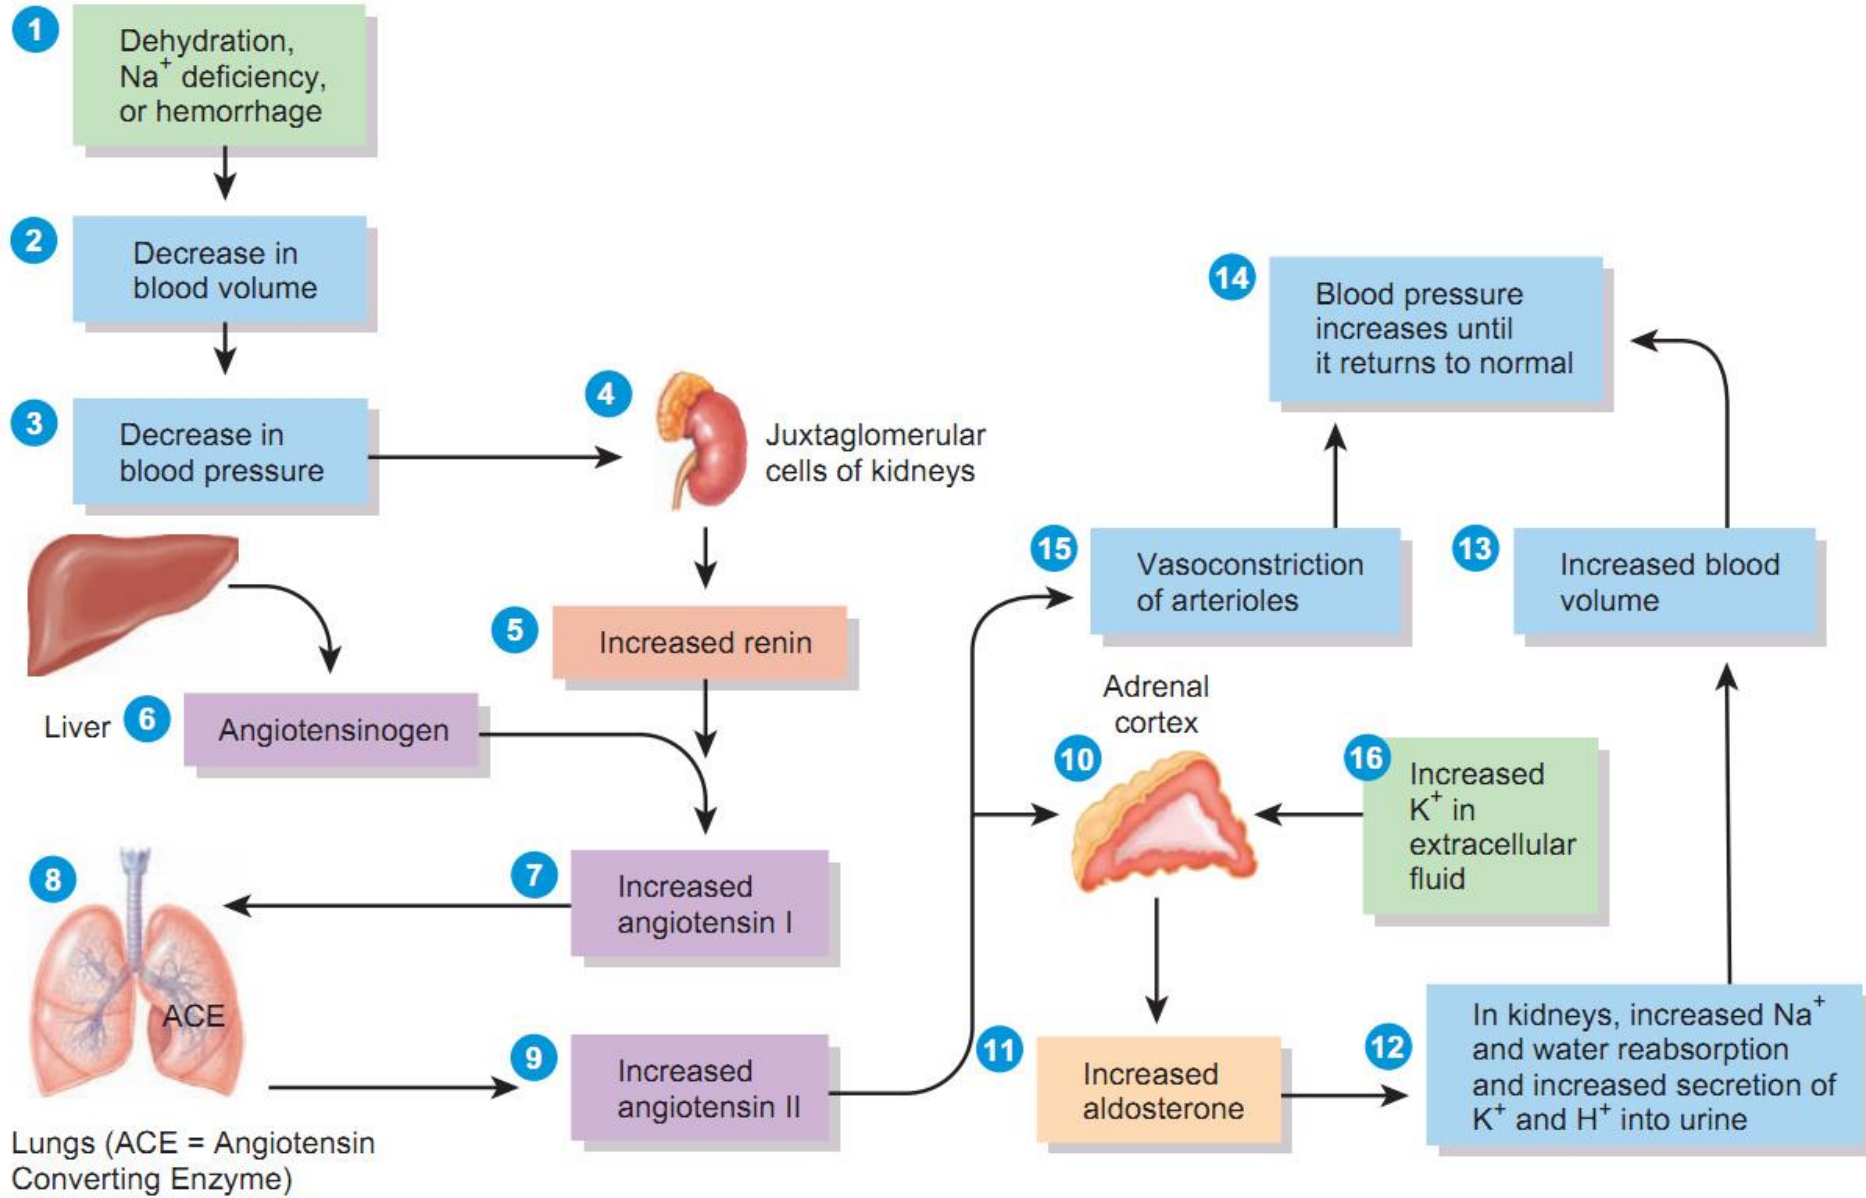 1
Dehydration,
Na+ deficiency,
or hemorrhage
2
Decrease in
blood volume
3
Decrease in
blood pressure
4
Juxtaglomerular
cells of kidneys
5
Increased renin
Liver
6
Angiotensinogen
7
Increased
angiotensin I
8
ACE
Lungs (ACE = Angiotensin
Converting Enzyme)
9
Increased
angiotensin II
10
Adrenal
cortex
11
Increased
aldosterone
12
In kidneys, increased Na+
and water reabsorption
and increased secretion of
K+ and H+ into urine
13
Increased blood
volume
14
Blood pressure
increases until
it returns to normal
15
Vasoconstriction
of arterioles
16
Increased
K+ in
extracellular
fluid